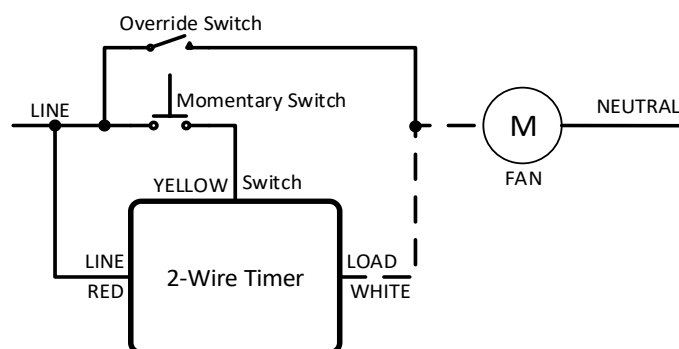 Override Switch
LINE
Momentary Switch
NEUTRAL
M
FAN
YELLOW
Switch
LINE
RED
2-Wire Timer
LOAD
WHITE